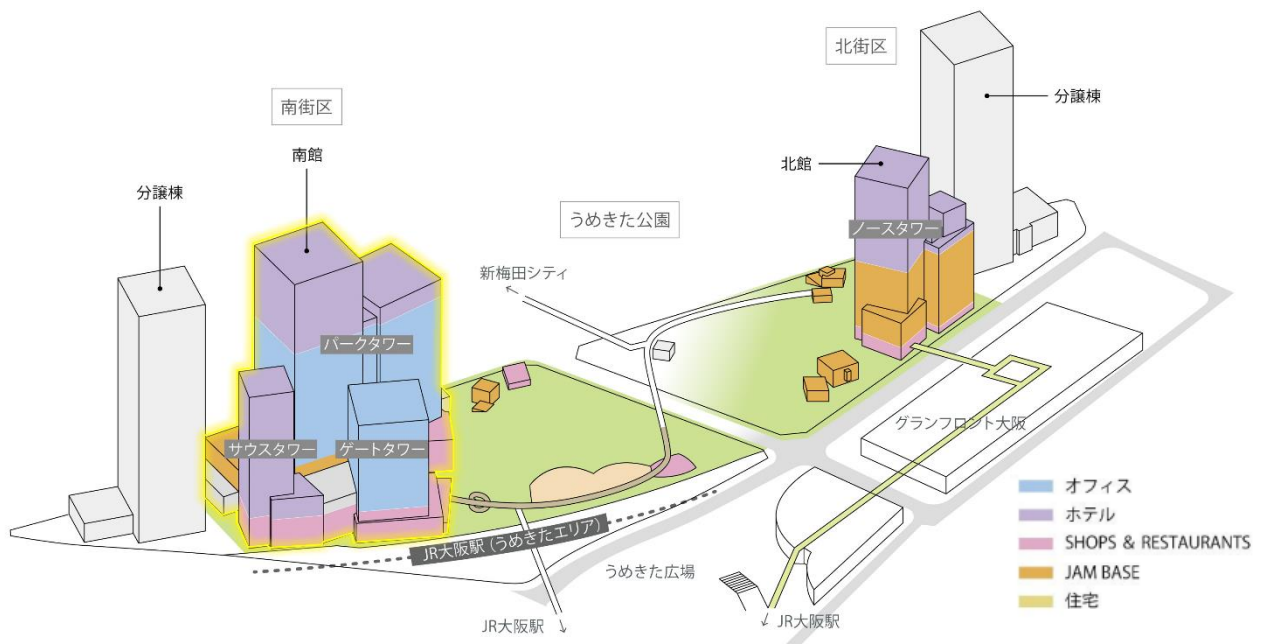 北街区
分譲棟
南街区
南館
北館
分譲棟
うめきた公園
ノースタワー
新梅田シティ
パークタワー
グランフロント大阪
サウスタワー
ゲートタワー
オフィス
ホテル
SHOPS & RESTAURANTS
JAM BASE
住宅
JR大阪駅(うめきたエリア)
うめきた広場
JR大阪駅
JR大阪駅